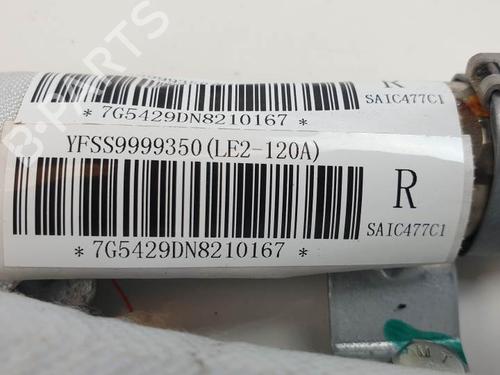 B-PARTS
R
SAIC477C1
* 7G5429DN8210167 *
YFSS9999350(LE2-120A)
R
SAIC477C1
* 7G5429DN8210167 *